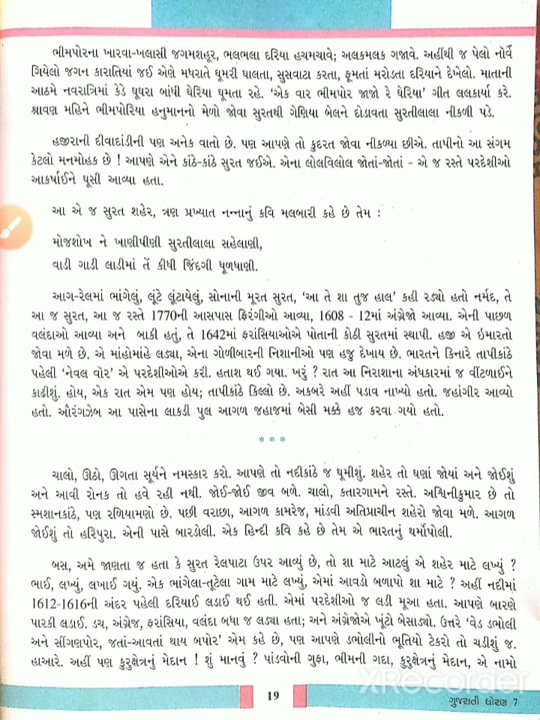 ભીમપોરના ખારવા-ખલાસી જગમશહૂર, ભલભલા દરિયા હચમચાવે; અલકમલક ગજાવે. અહીંથી જ પેલો નૉર્વે
ગિયેલો જગન કારાતિયાં જઈ એણે મધરાતે ઘૂમરી ઘાલતા, સુસવાટા કરતા, ફૂમતાં મરોડતા દરિયાને દેખેલો. માતાની
આઠમે નવરાત્રિમાં કેડે ઘૂઘરા બાંધી ઘેરિયા ઘૂમતા રહે. ‘એક વાર ભીમપોર જાજો રે ઘેરિયા’ ગીત લલકાર્યા કરે.
શ્રાવણ મહિને ભીમપોરિયા હનુમાનનો મેળો જોવા સુરતથી ગેણિયા બેલને દોડાવતા સુરતીલાલા નીકળી પડે.
હજીરાની દીવાદાંડીની પણ અનેક વાતો છે. પણ આપણે તો કુદરત જોવા નીકળ્યા છીએ. તાપીનો આ સંગમ
કેટલો મનમોહક છે ! આપણે એને કાંઠે-કાંઠે સુરત જઈએ. એના લોલવિલોલ જોતાં-જોતાં - એ જ રસ્તે પરદેશીઓ
આકર્ષાઈને ઘૂસી આવ્યા હતા.
આ એ જ સુરત શહેર, ત્રણ પ્રખ્યાત નન્નાનું કવિ મલબારી કહે છે તેમ :
મોજશોખ ને ખાણીપીણી સુરતીલાલા સહેલાણી,
વાડી ગાડી લાડીમાં તેં કીધી જિંદગી ધૂળધાણી.
આગ-રેલમાં ભાંગેલું, લૂંટે લૂંટાયેલું, સોનાની મૂરત સુરત, ‘આ તે શા તુજ હાલ’ કહી રડ્યો હતો નર્મદ, તે
આ જ સુરત, આ જ રસ્તે 1770ની આસપાસ ફિરંગીઓ આવ્યા, 1608 - 12માં અંગ્રેજો આવ્યા. એની પાછળ
વલંદાઓ આવ્યા અને બાકી હતું, તે 1642માં ફરાંસિયાઓએ પોતાની કોઠી સુરતમાં સ્થાપી. હજી એ ઇમારતો
જોવા મળે છે. એ માંહોમાંહે લડ્યા, એના ગોળીબારની નિશાનીઓ પણ હજુ દેખાય છે. ભારતને કિનારે તાપીકાંઠે
પહેલી ‘નેવલ વૉર’ એ પરદેશીઓએ કરી. હતાશ થઈ ગયા. ખરું ? રાત આ નિરાશાના અંધકારમાં જ વીંટળાઈને
કાઢીશું. હોય, એક રાત એમ પણ હોય; તાપીકાંઠે કિલ્લો છે. અકબરે અહીં પડાવ નાખ્યો હતો. જહાંગીર આવ્યો
હતો. ઔરંગઝેબ આ પાસેના લાકડી પુલ આગળ જહાજમાં બેસી મક્કે હજ કરવા ગયો હતો.
* * *
ચાલો, ઊઠો, ઊગતા સૂર્યને નમસ્કાર કરો. આપણે તો નદીકાંઠે જ ઘૂમીશું. શહેર તો ઘણાં જોયાં અને જોઈશું
અને આવી રોનક તો હવે રહી નથી. જોઈ-જોઈ જીવ બળે. ચાલો, કતારગામને રસ્તે. અશ્વિનીકુમાર છે તો
સ્મશાનકાંઠે, પણ રળિયામણો છે. પછી વરાછા, આગળ કામરેજ, માંડવી અતિપ્રાચીન શહેરો જોવા મળે. આગળ
જોઈશું તો હરિપુરા. એની પાસે બારડોલી. એક હિન્દી કવિ કહે છે તેમ એ ભારતનું થર્મોપોલી.
બસ, અમે જાણતા જ હતા કે સુરત રેલપાટા ઉપર આવ્યું છે, તો શા માટે આટલું એ શહેર માટે લખ્યું ?
ભાઈ, લખ્યું, લખાઈ ગયું. એક ભાંગેલા-તૂટેલા ગામ માટે લખ્યું, એમાં આવડો બળાપો શા માટે ? અહીં નદીમાં
1612-1616ની અંદર પહેલી દરિયાઈ લડાઈ થઈ હતી. એમાં પરદેશીઓ જ લડી મૂઆ હતા. આપણે બારણે
પારકી લડાઈ. ડચ, અંગ્રેજ, ફરાંસિયા, વલંદા બધા જ લડ્યા હતા; અને અંગ્રેજોએ ખૂંટો બેસાડ્યો. ઉત્તરે ‘વેડ ડભોલી
અને સીંગણપોર, જતાં-આવતાં થાય બપોર’ એમ કહે છે, પણ આપણે ડભોલીનો ભૂતિયો ટેકરો તો ચડીશું જ.
હાઆરે. અહીં પણ કુરુક્ષેત્રનું મેદાન ! શું માનવું ? પાંડવોની ગુફા, ભીમની ગદા, કુરુક્ષેત્રનું મેદાન, એ નામો
19
ગુજરાતી ધોરણ 7
XRecorder